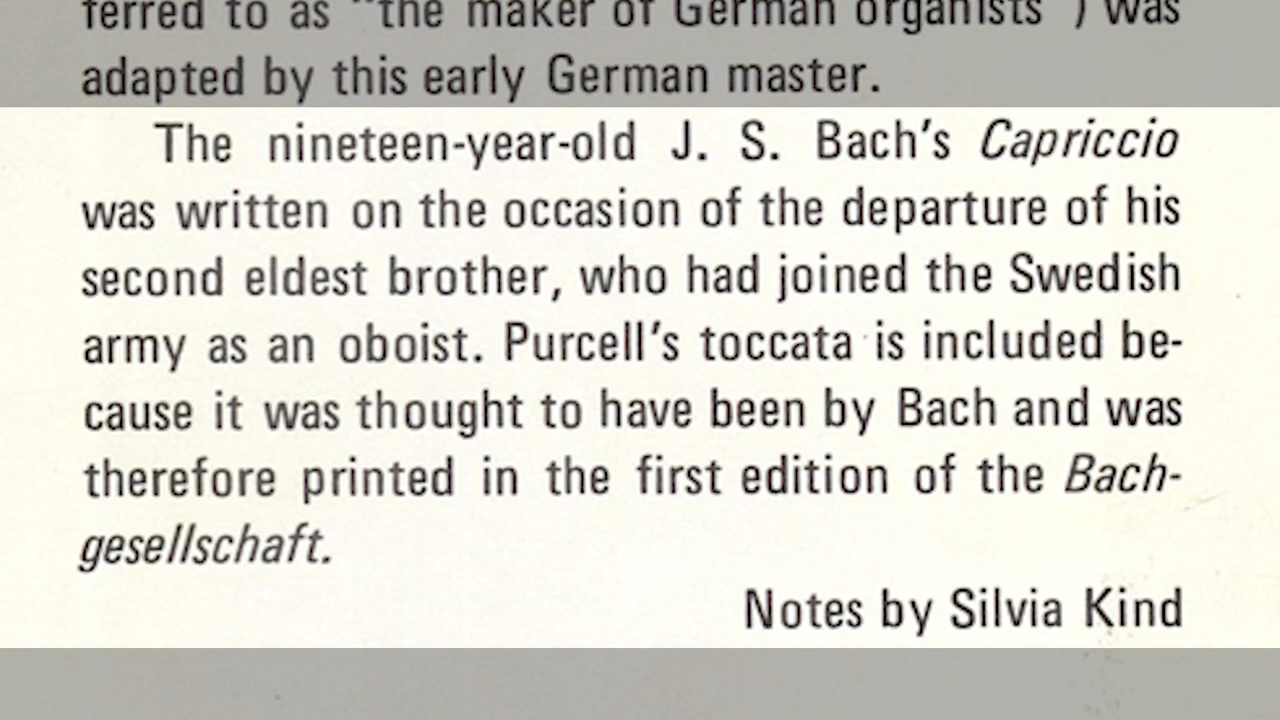 ferred to as "the maker of German organists") was
adapted by this early German master.
The nineteen-year-old J. S. Bach's Capriccio
was written on the occasion of the departure of his
second eldest brother, who had joined the Swedish
army as an oboist. Purcell's toccata is included be-
cause it was thought to have been by Bach and was
therefore printed in the first edition of the Bach-
gesellschaft.
Notes by Silvia Kind